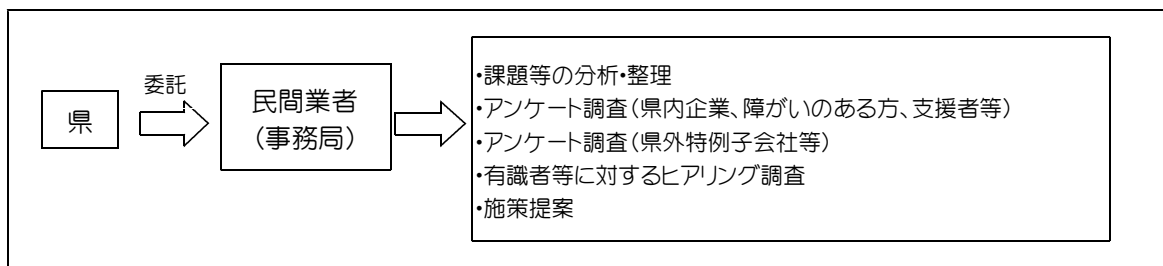 県
委託
民間業者
（事務局）
・課題等の分析・整理
・アンケート調査（県内企業、障がいのある方、支援者等）
・アンケート調査（県外特例子会社等）
・有識者等に対するヒアリング調査
・施策提案